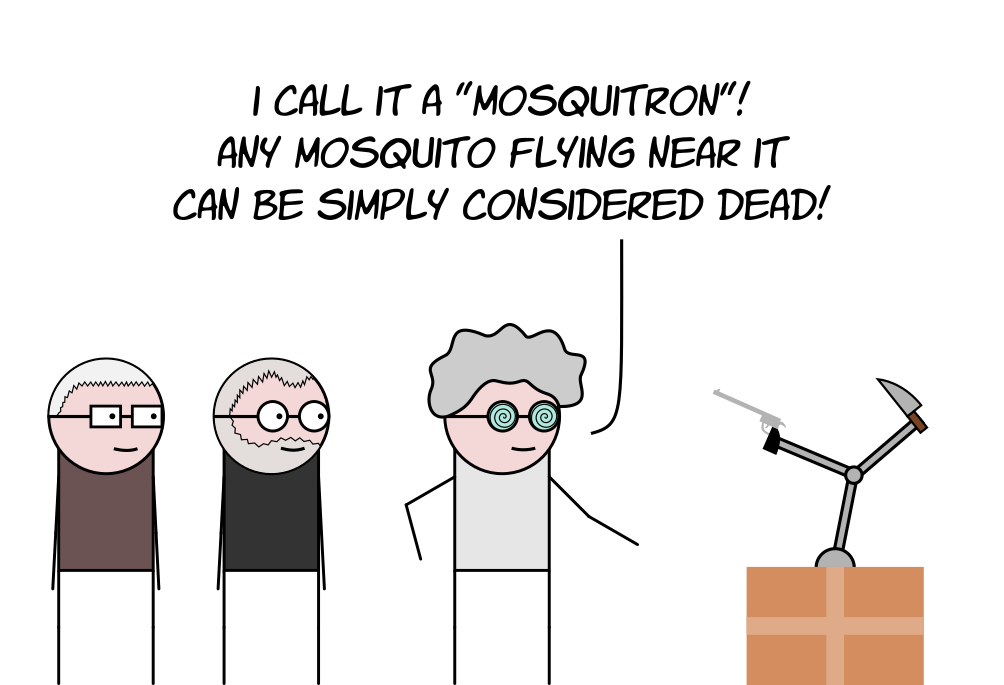 I CALL IT A "MOSQUITRON"!
ANY MOSQUITO FLYING NEAR IT
CAN BE SIMPLY CONSIDERED DEAD!